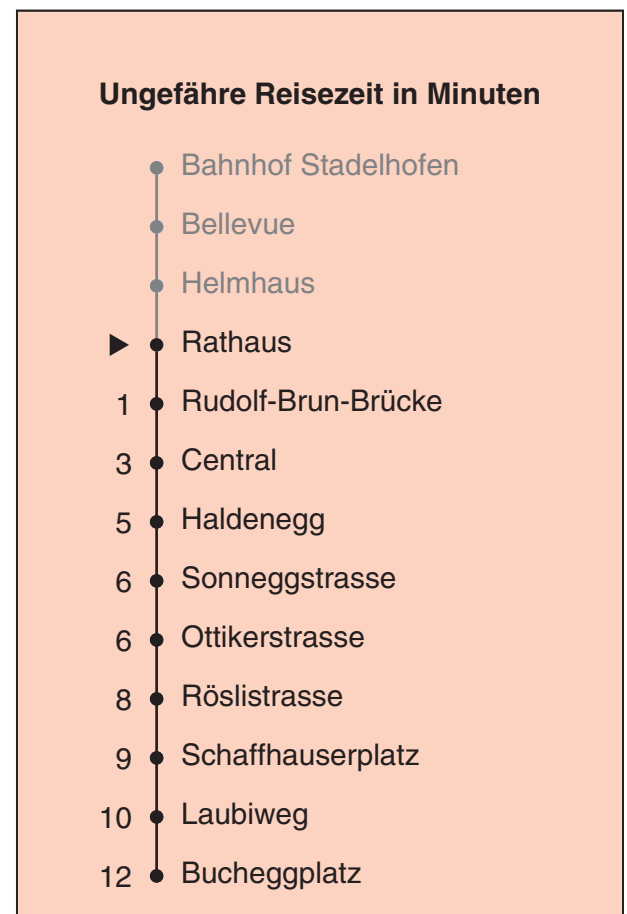 Ungefähre Reisezeit in Minuten
Bahnhof Stadelhofen
Bellevue
Helmhaus
Rathaus
1 Rudolf-Brun-Brücke
3 Central
5 Haldenegg
6 Sonneggstrasse
6 Ottikerstrasse
8 Röslistrasse
9 Schaffhauserplatz
10 Laubiweg
12 Bucheggplatz